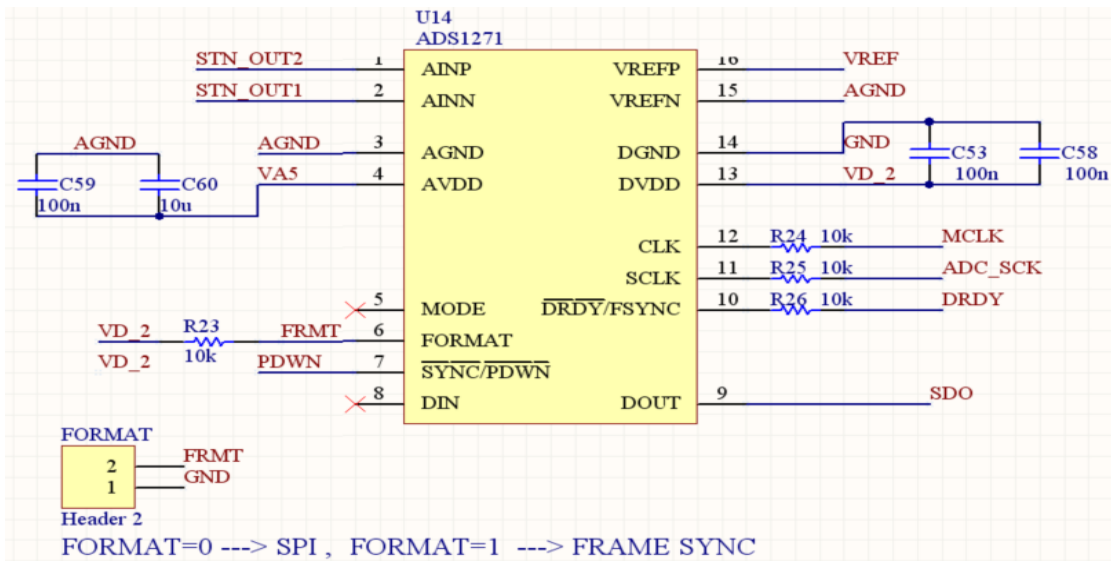 U14
ADS1271
STN_OUT2 1 AINP VREFP 16 VREF
STN_OUT1 2 AINN VREFN 15 AGND
AGND AGND 3 AGND DGND 14 GND C53 C58
C59 C60 VA5 4 AVDD DVDD 13 VD_2 100n 100n
100n 10u
CLK 12 R24 10k MCLK
SCLK 11 R25 10k ADC_SCK
5 MODE DRDY/FSYNC 10 R26 10k DRDY
VD_2 R23 FRMT 6 FORMAT
VD_2 10k PDWN 7 SYNC/PDWN
8 DIN DOUT 9 SDO
FORMAT
2 FRMT
1 GND
Header 2
FORMAT=0 ---> SPI , FORMAT=1 ---> FRAME SYNC